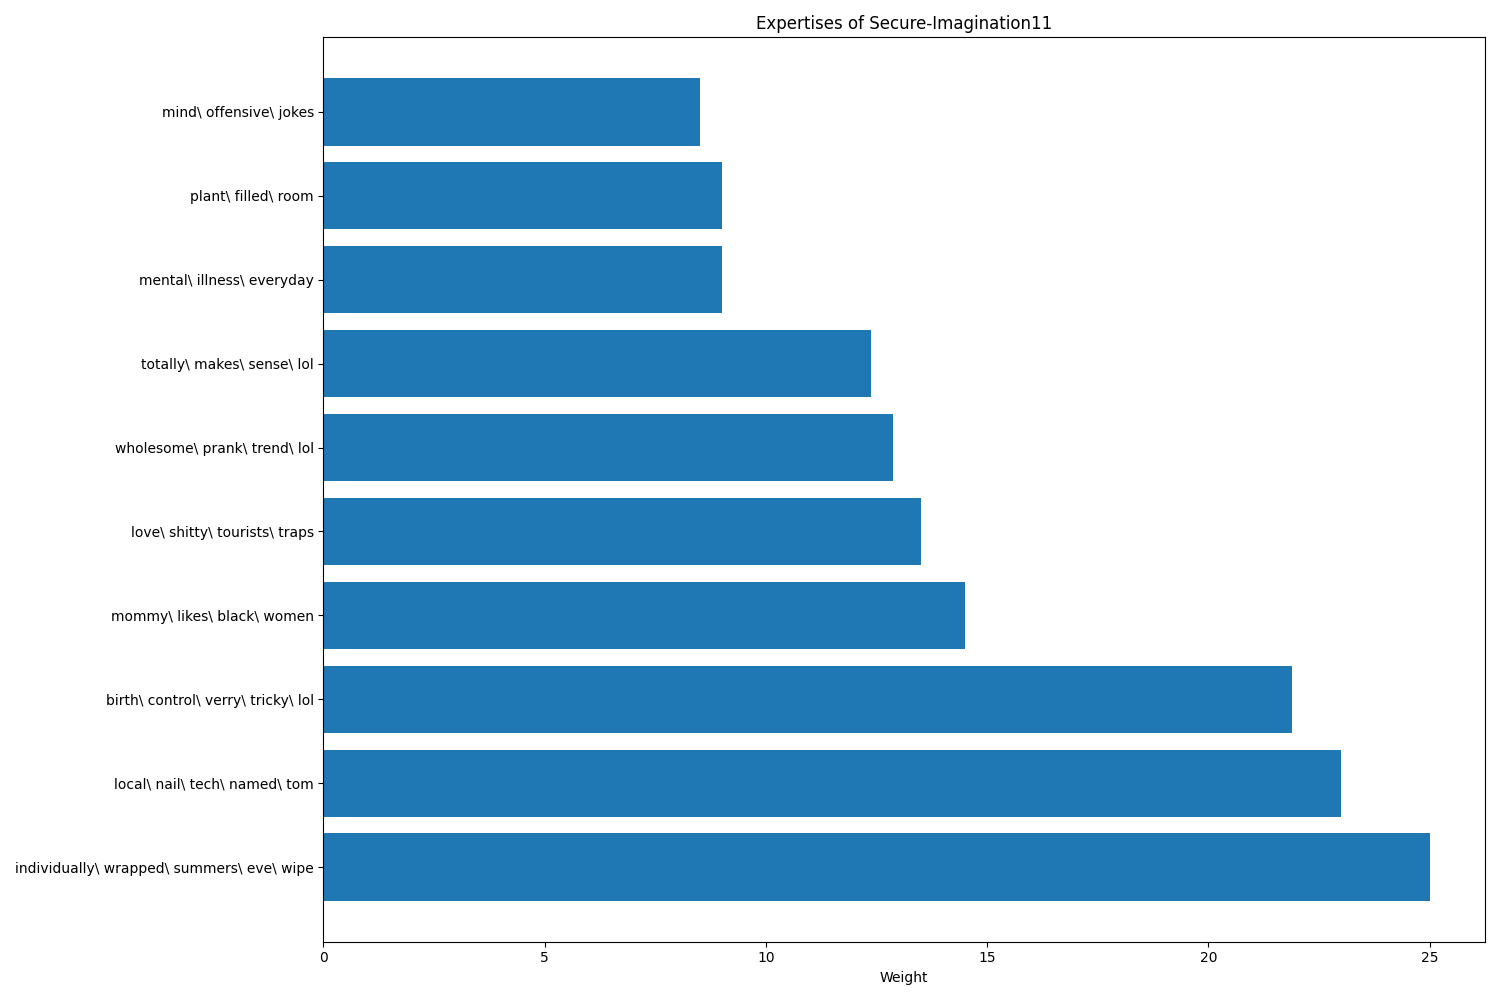 Expertises of Secure-Imagination11
mind\ offensive\ jokes
plant\ filled\ room
mental\ illness\ everyday
totally\ makes\ sense\ lol
wholesome\ prank\ trend\ lol
love\ shitty\ tourists\ traps
mommy\ likes\ black\ women
birth\ control\ verry\ tricky\ lol
local\ nail\ tech\ named\ tom
individually\ wrapped\ summers\ eve\ wipe
0 5 10 15 20 25
Weight